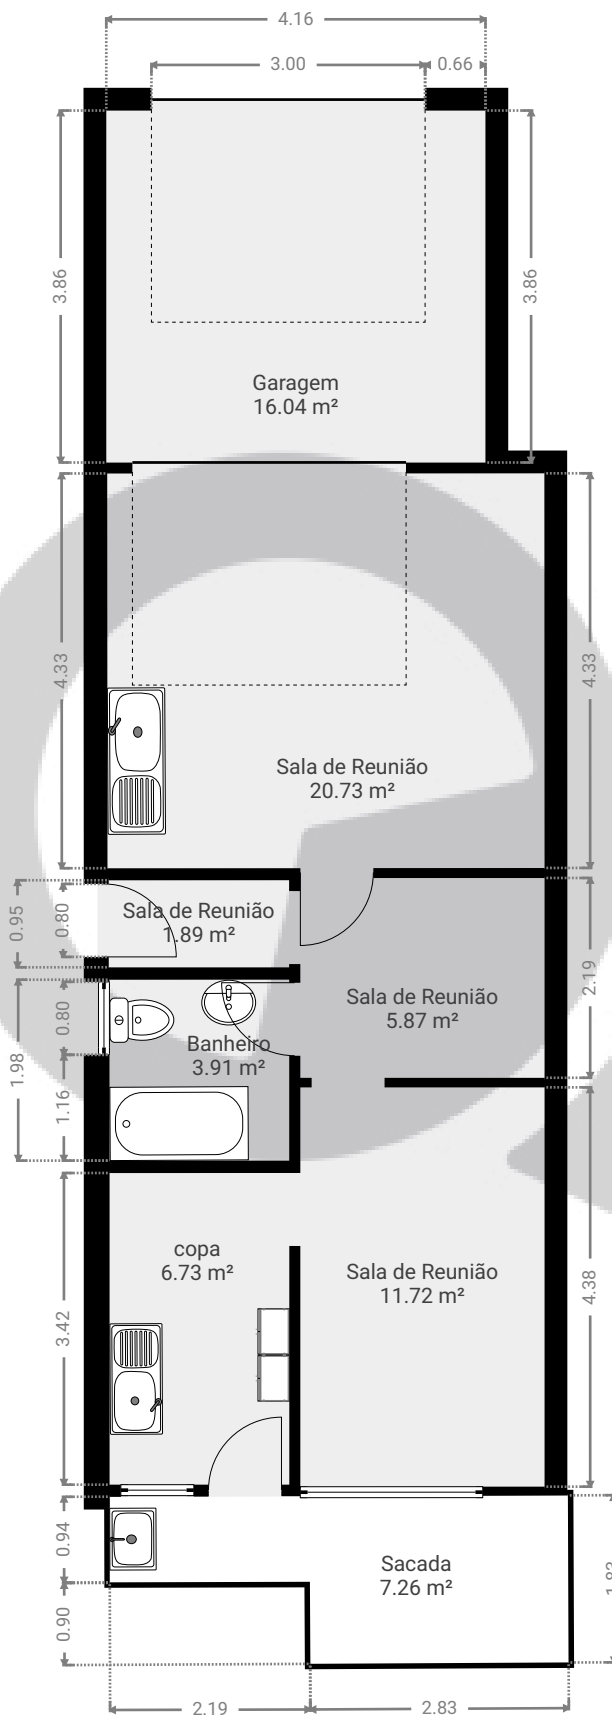 4.16
3.00
0.66
3.86
3.86
Garagem
16.04 m²
4.33
4.33
Sala de Reunião
20.73 m²
0.95
0.80
Sala de Reunião
1.89 m²
2.19
Sala de Reunião
5.87 m²
1.98
0.80
Banheiro
3.91 m²
1.16
copa
6.73 m²
3.42
Sala de Reunião
11.72 m²
4.38
0.94
Sacada
7.26 m²
0.90
2.19
2.83